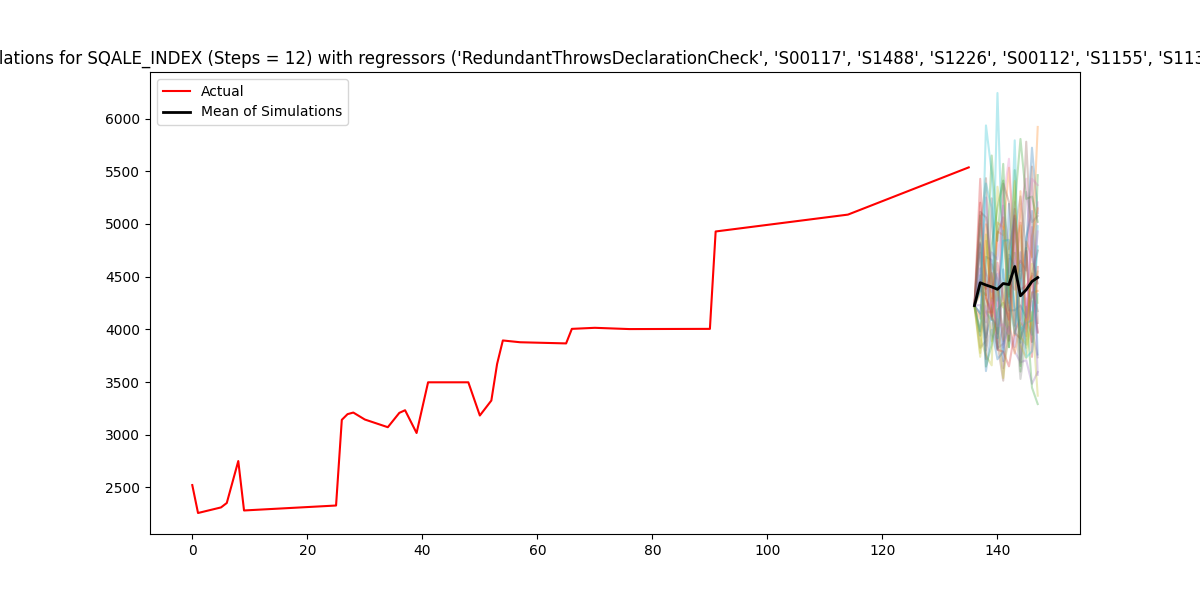 lations for SQALE_INDEX (Steps = 12) with regressors ('RedundantThrowsDeclarationCheck', 'S00117', 'S1488', 'S1226', 'S00112', 'S1155', 'S113
Actual
Mean of Simulations
6000
5500
5000
4500
4000
3500
3000
2500
0 20 40 60 80 100 120 140